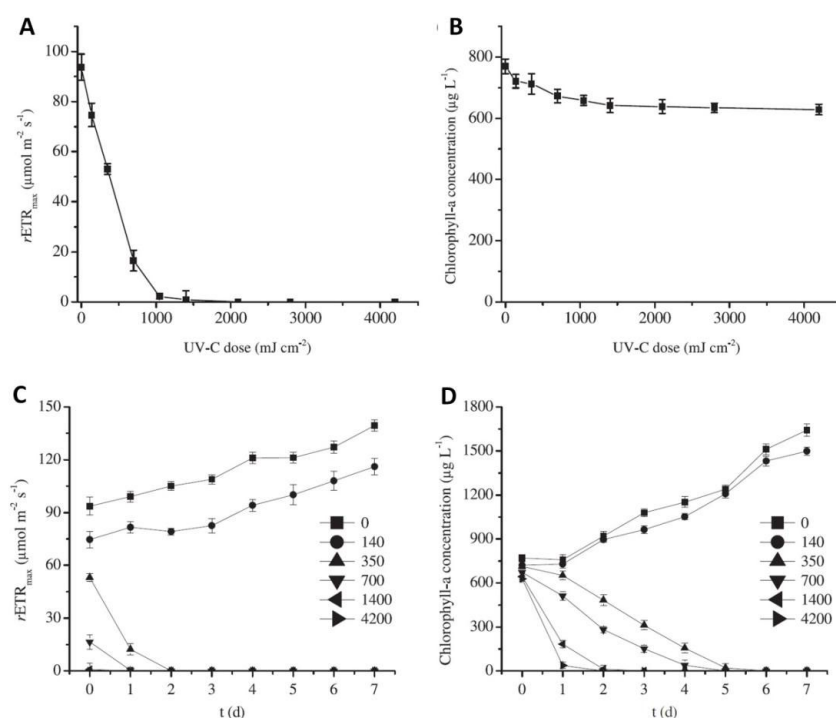 A
100
80
60
40
20
0
rETRmax (µmol m-2 s-1)
0 1000 2000 3000 4000
UV-C dose (mJ cm-2)
B
800
600
400
200
0
Chlorophyll-a concentration (µg L-1)
0 1000 2000 3000 4000
UV-C dose (mJ cm-2)
C
150
120
90
60
30
0
rETRmax (µmol m-2 s-1)
0
140
350
700
1400
4200
0 1 2 3 4 5 6 7
t (d)
D
1800
1500
1200
900
600
300
0
Chlorophyll-a concentration (µg L-1)
0
140
350
700
1400
4200
0 1 2 3 4 5 6 7
t (d)